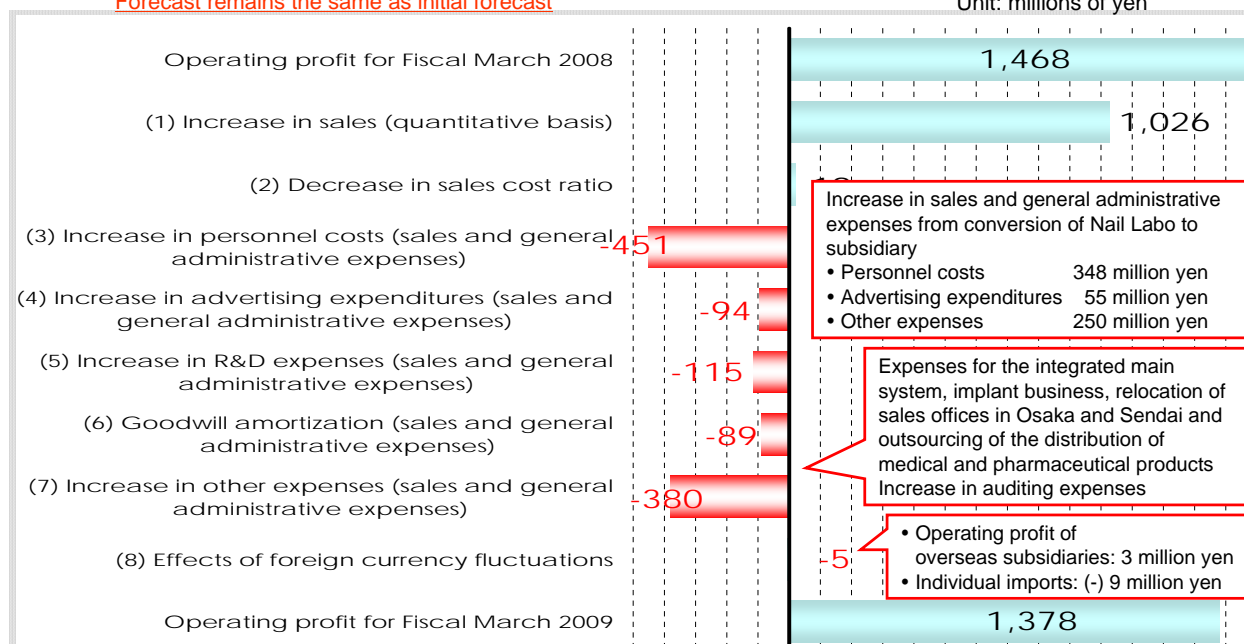 Forecast remains the same as initial forecast
Unit: millions of yen
Operating profit for Fiscal March 2008
1,468
(1) Increase in sales (quantitative basis)
1,026
(2) Decrease in sales cost ratio
(3) Increase in personnel costs (sales and general
administrative expenses)
-451
(4) Increase in advertising expenditures (sales and
general administrative expenses)
-94
(5) Increase in R&D expenses (sales and general
administrative expenses)
-115
(6) Goodwill amortization (sales and general
administrative expenses)
-89
(7) Increase in other expenses (sales and general
administrative expenses)
-380
(8) Effects of foreign currency fluctuations
-5
Operating profit for Fiscal March 2009
1,378
Increase in sales and general administrative
expenses from conversion of Nail Labo to
subsidiary
• Personnel costs 348 million yen
• Advertising expenditures 55 million yen
• Other expenses 250 million yen
Expenses for the integrated main
system, implant business, relocation of
sales offices in Osaka and Sendai and
outsourcing of the distribution of
medical and pharmaceutical products
Increase in auditing expenses
• Operating profit of
overseas subsidiaries: 3 million yen
• Individual imports: (-) 9 million yen